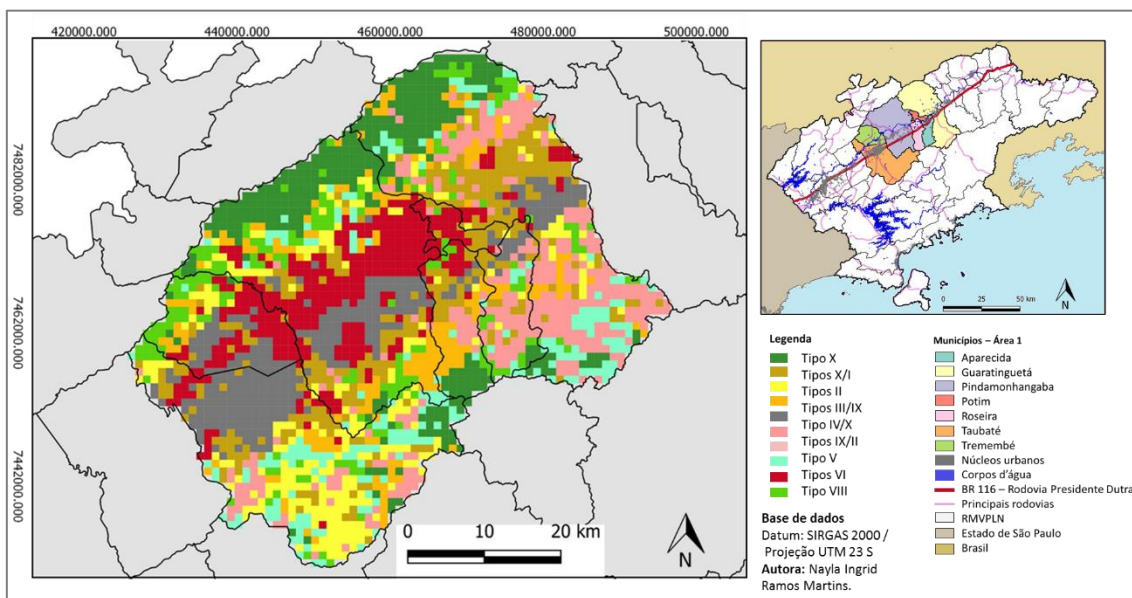 420000.000
440000.000
460000.000
480000.000
500000.000
7482000.000
7462000.000
7442000.000
0 10 20 km
N
0 25 50 km
N
Legenda
Tipo X
Tipos X/I
Tipos II
Tipos III/IX
Tipo IV/X
Tipos IX/II
Tipo V
Tipos VI
Tipo VIII
Base de dados
Datum: SIRGAS 2000 /
Projeção UTM 23 S
Autora: Nayla Ingrid
Ramos Martins.
Municípios – Área 1
Aparecida
Guaratinguetá
Pindamonhangaba
Potim
Roseira
Taubaté
Tremembé
Núcleos urbanos
Corpos d'água
BR 116 – Rodovia Presidente Dutra
Principais rodovias
RMVPLN
Estado de São Paulo
Brasil